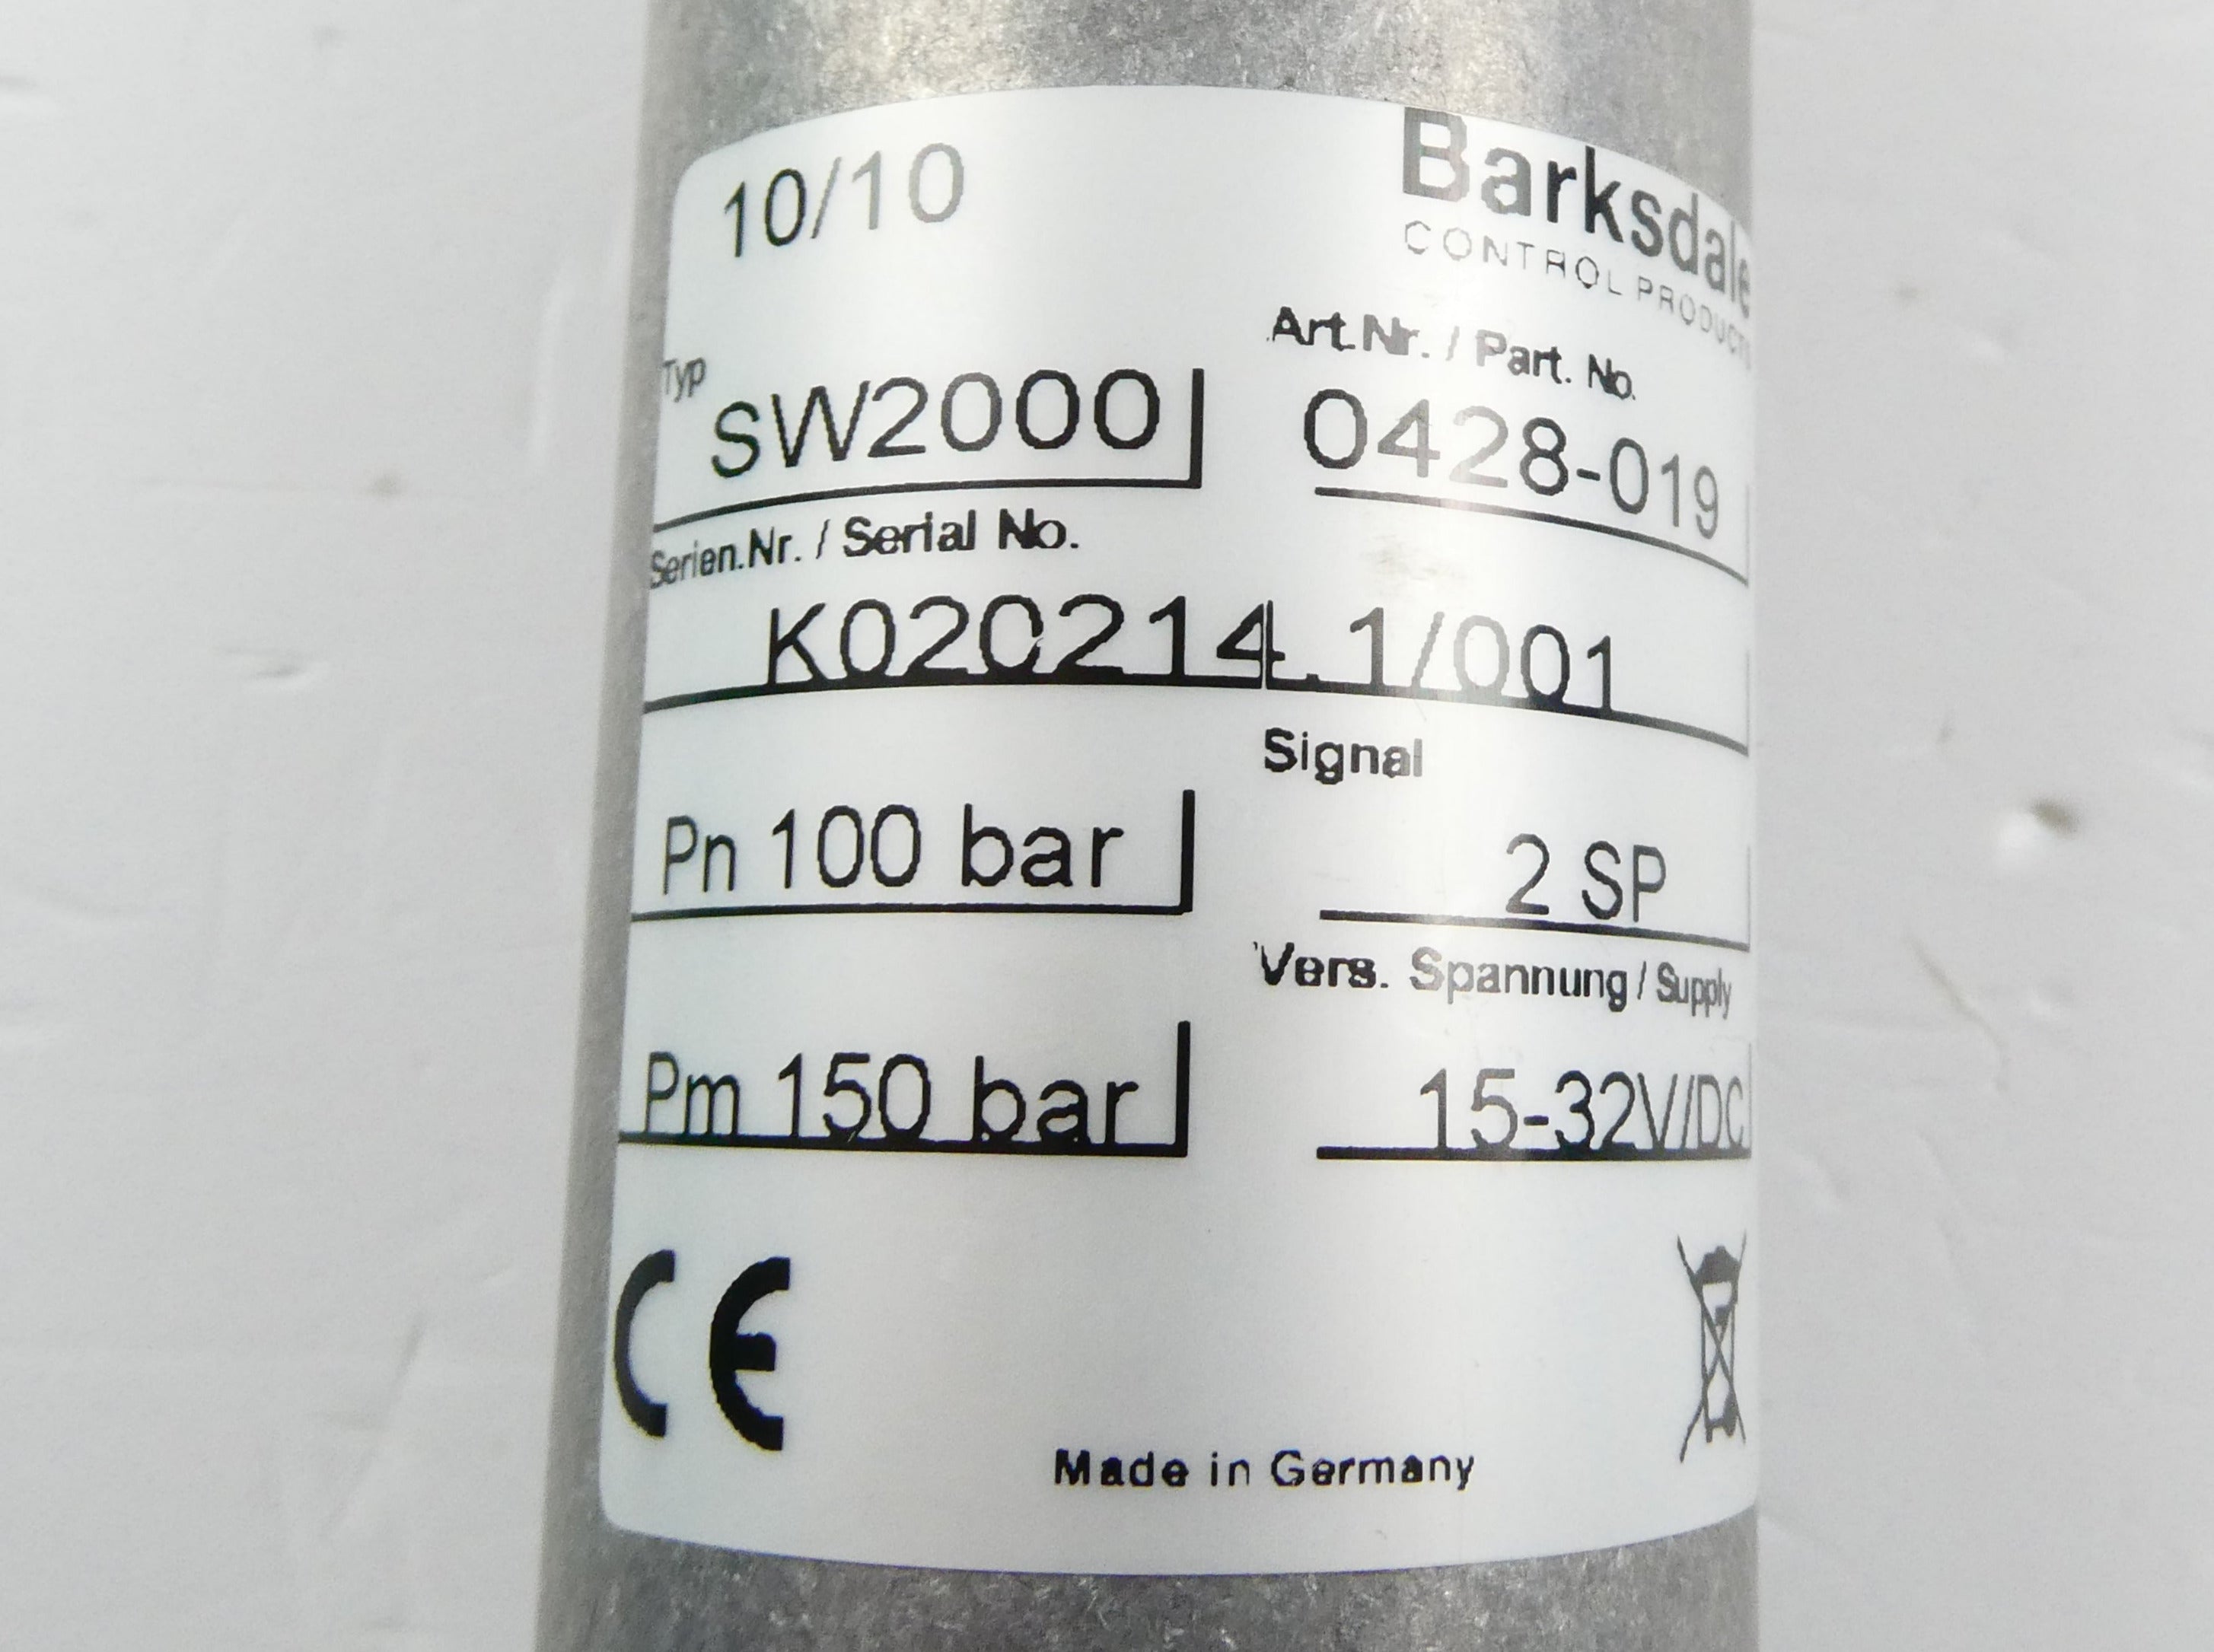 10/10
Barksdale
CONTROL PRODUCTS
Typ
SW2000
Art.Nr. / Part. No.
0428-019
Serien.Nr. / Serial No.
K020214.1/001
Pn 100 bar
Signal
2 SP
Pm 150 bar
Vers. Spannung / Supply
15-32V/DC
CE
Made in Germany